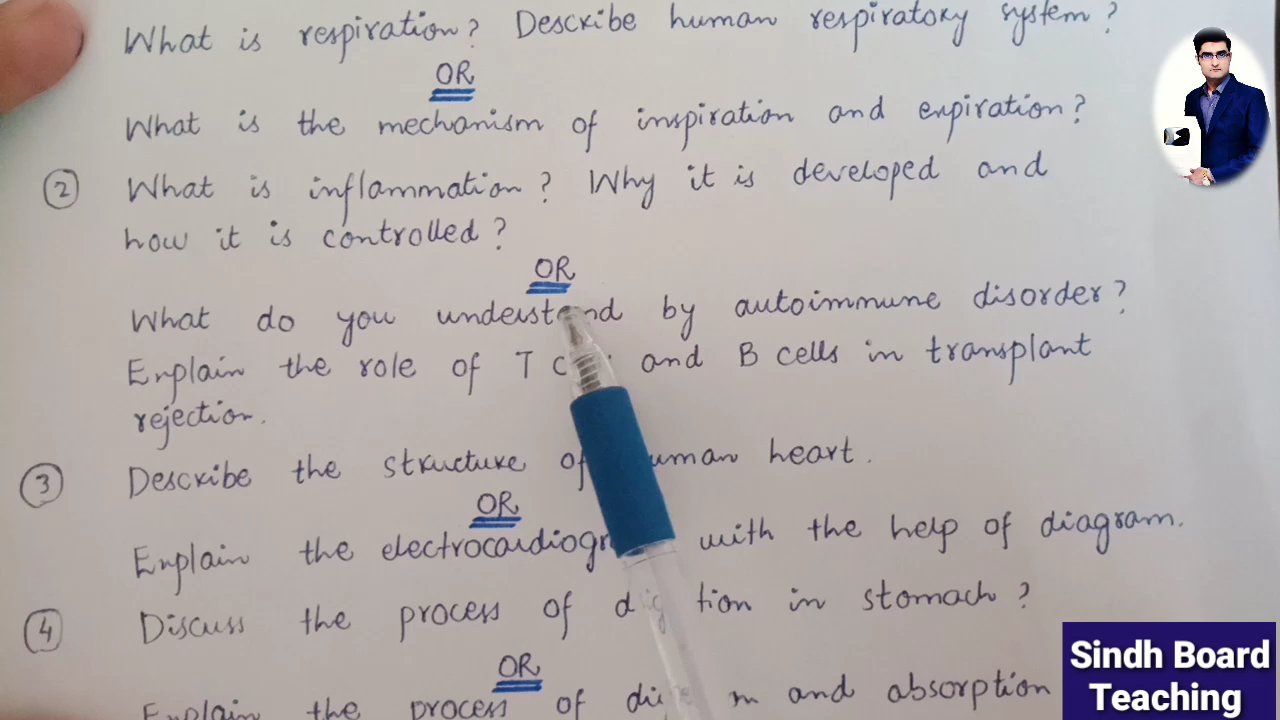 What is respiration? Describe human respiratory system?
OR
What is the mechanism of inspiration and expiration?
② What is inflammation? Why it is developed and
how it is controlled?
OR
What do you understand by autoimmune disorder?
Explain the role of T and B cells in transplant
rejection.
③ Describe the structure of human heart.
OR
Explain the with the help of diagram.
④ Discuss the process of in stomach?
OR
Explain the process of and absorption
Sindh Board
Teaching